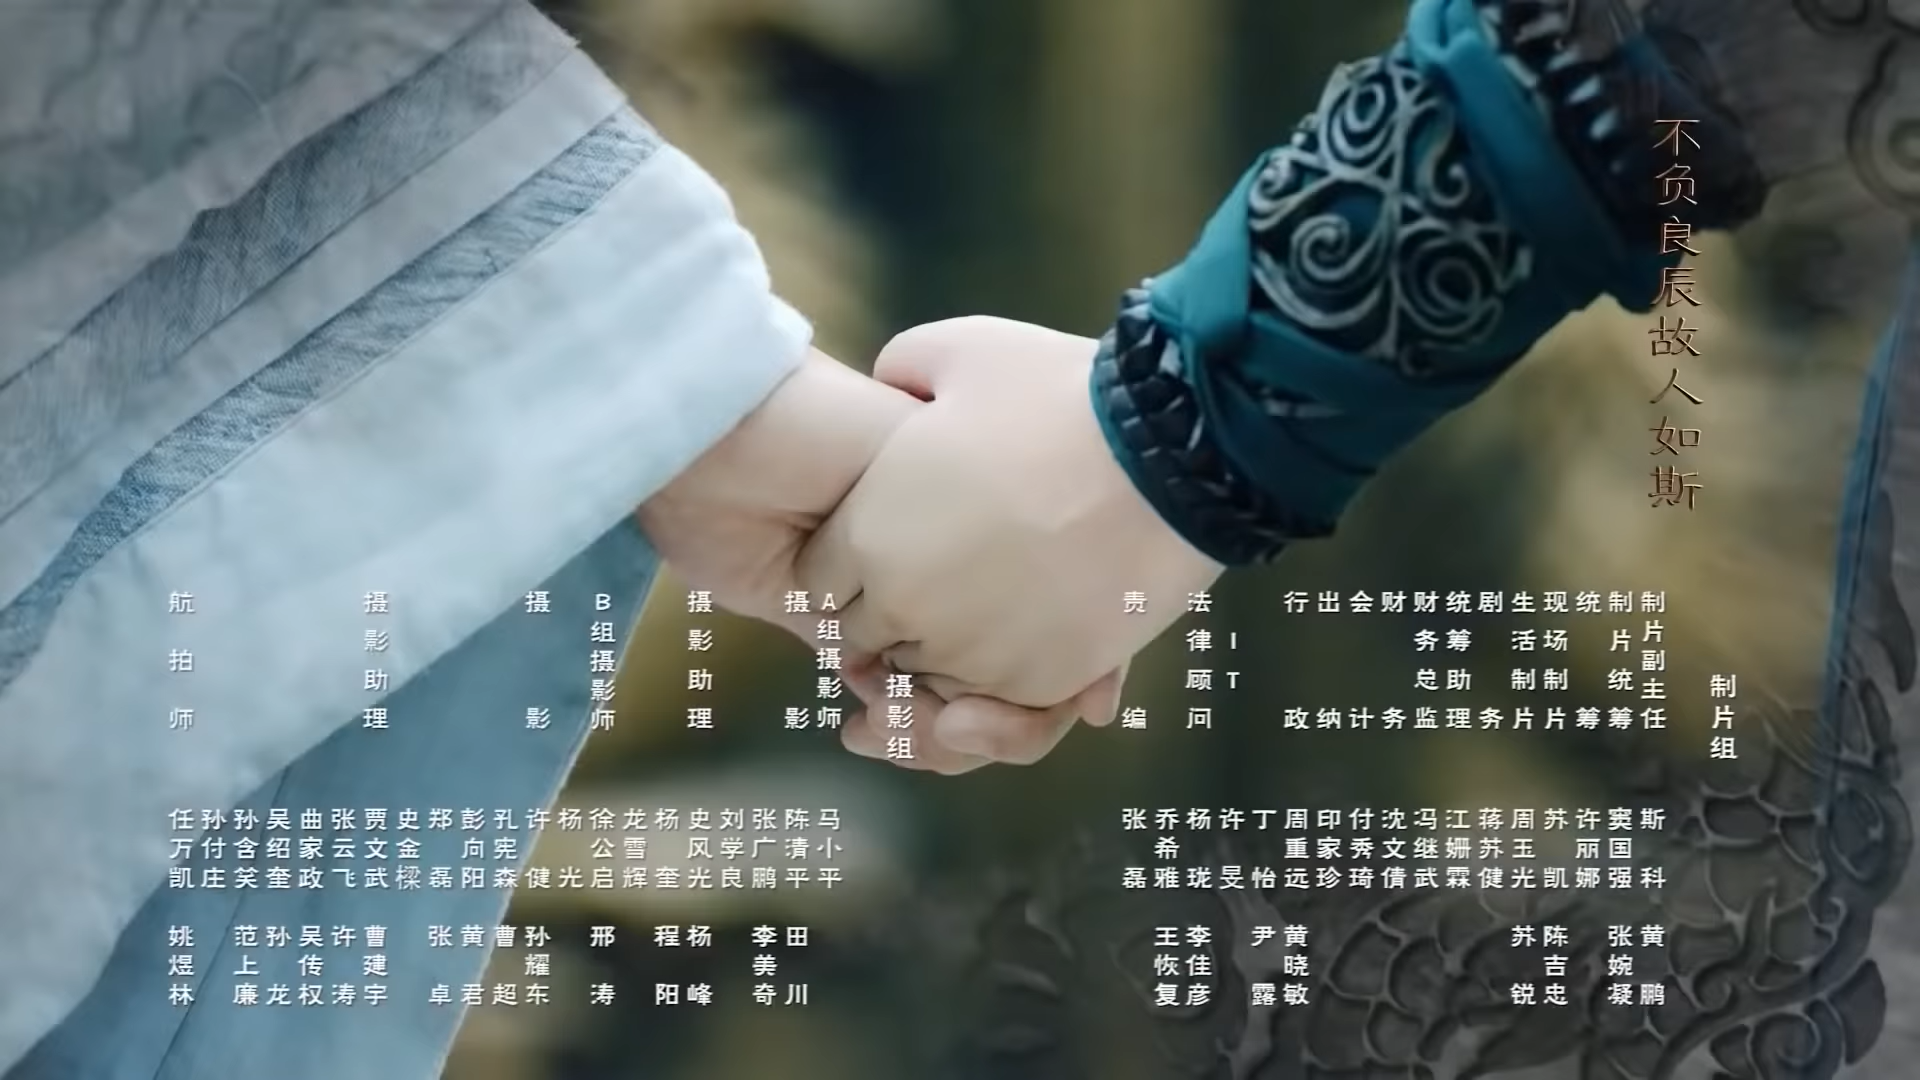 不负良辰故人如斯
制片组
制片副主任
斯科
黄鹏
制片统筹
窦国强
张婉凝
统筹
许丽娜
现场制片
苏凯
陈吉忠
生活制片
周玉光
苏锐
剧务
蒋苏健
统筹助理
江姗霖
财务总监
冯继武
财务
沈文倩
会计
付秀琦
出纳
印家珍
行政
周重远
黄晓敏
丁怡
尹露
IT
许旻
法律顾问
杨珑
李佳彦
乔希雅
王恢复
责编
张磊
摄影组
A组摄影师
马小平
摄影
陈清平
田川
张广鹏
李美奇
刘学良
摄影助理
史风光
杨峰
杨奎
程阳
龙雪辉
B组摄影师
徐公启
邢涛
杨光
摄影
许健
孙耀东
孔宪森
曹超
彭向阳
黄君
郑磊
张卓
史金樑
摄影助理
贾文武
曹建宇
张云飞
许涛
曲家政
吴传权
吴绍奎
孙龙
孙含笑
范上廉
孙付庄
航拍师
任万凯
姚煜林